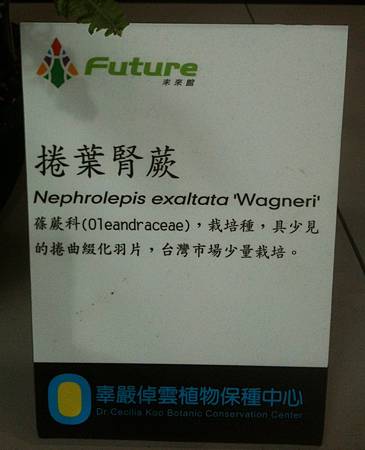 Future
未來館
捲葉腎蕨
Nephrolepis exaltata 'Wagneri'
蓧蕨科(Oleandraceae)，栽培種，具少見
的捲曲綴化羽片，台灣市場少量栽培。
辜嚴倬雲植物保種中心
Dr Cecilia Koo Botanic Conservation Center